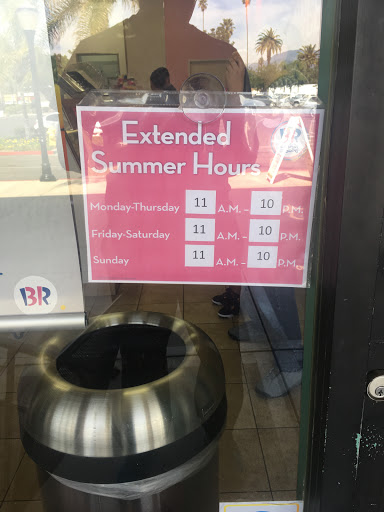 Extended
Summer Hours
Monday-Thursday 11 A.M. - 10 P.M.
Friday-Saturday 11 A.M. - 10 P.M.
Sunday 11 A.M. - 10 P.M.
BR